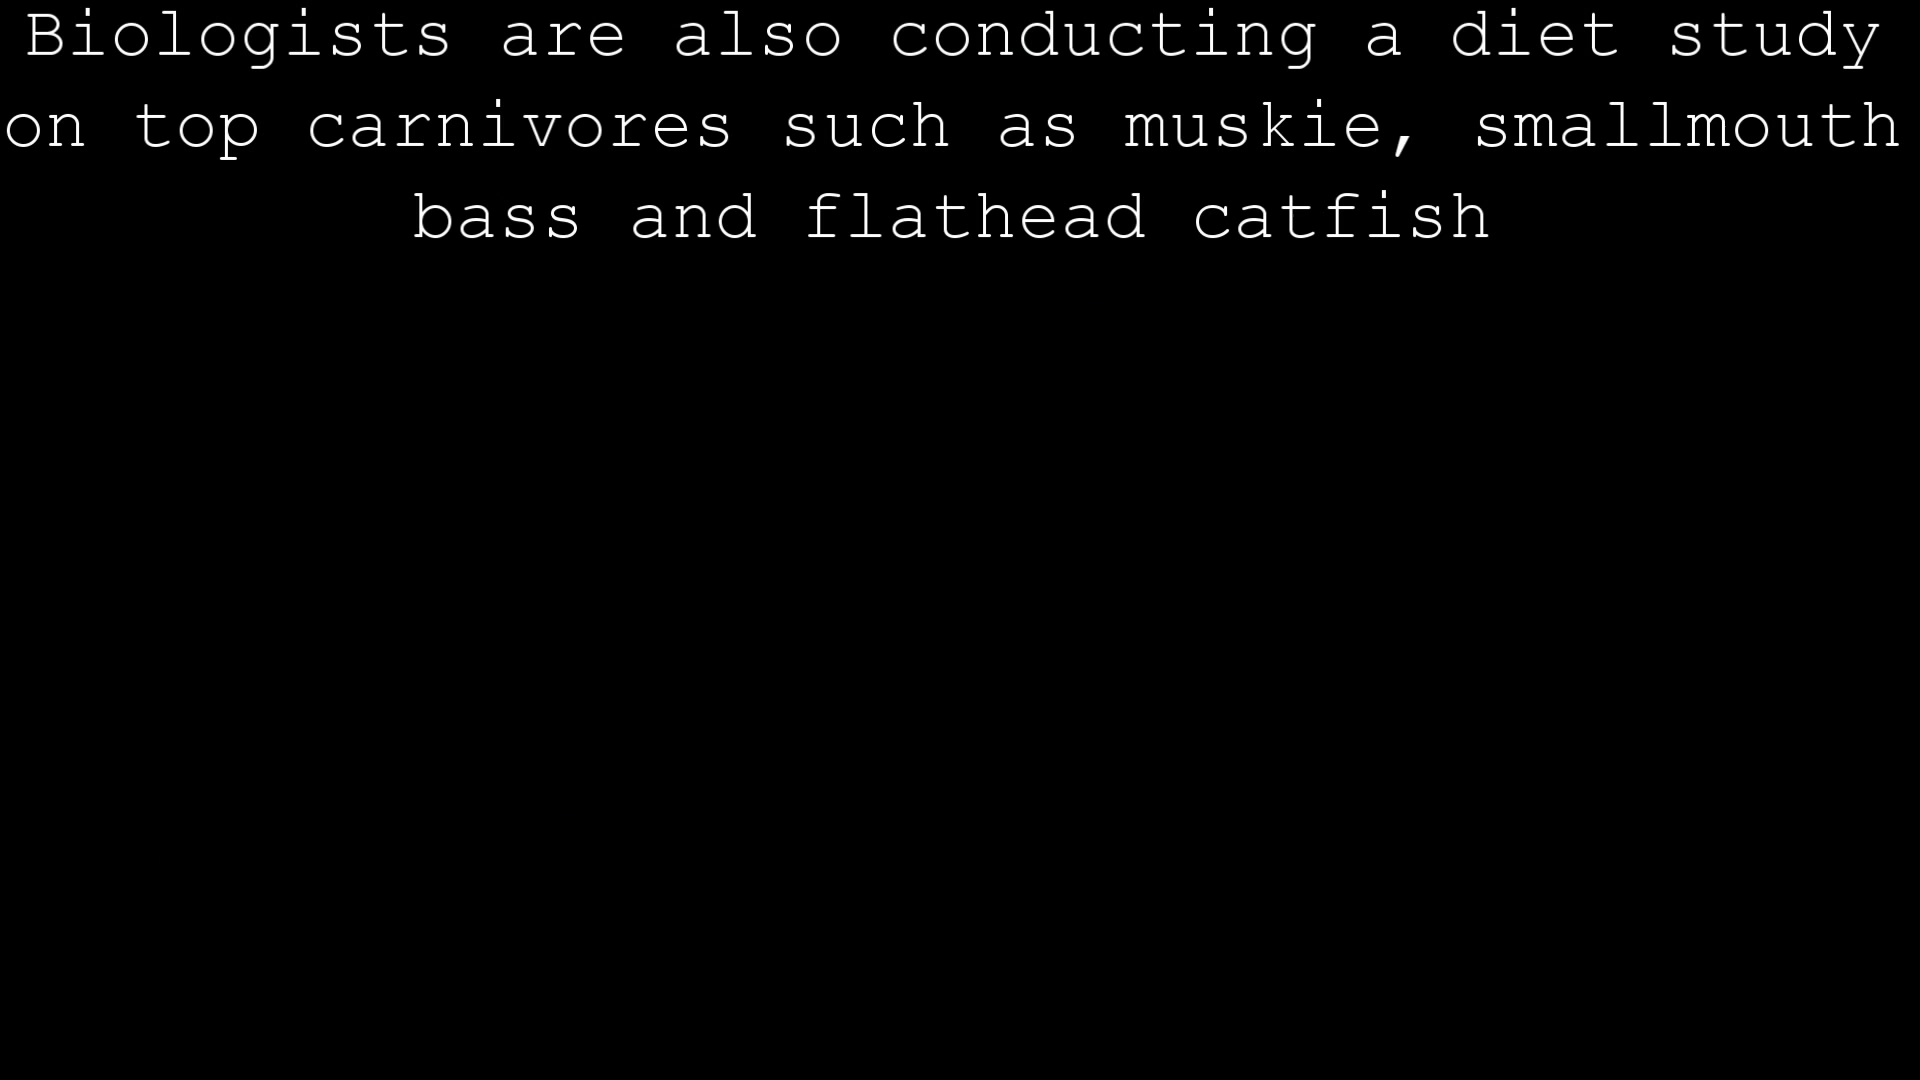 Biologists are also conducting a diet study
on top carnivores such as muskie, smallmouth
bass and flathead catfish